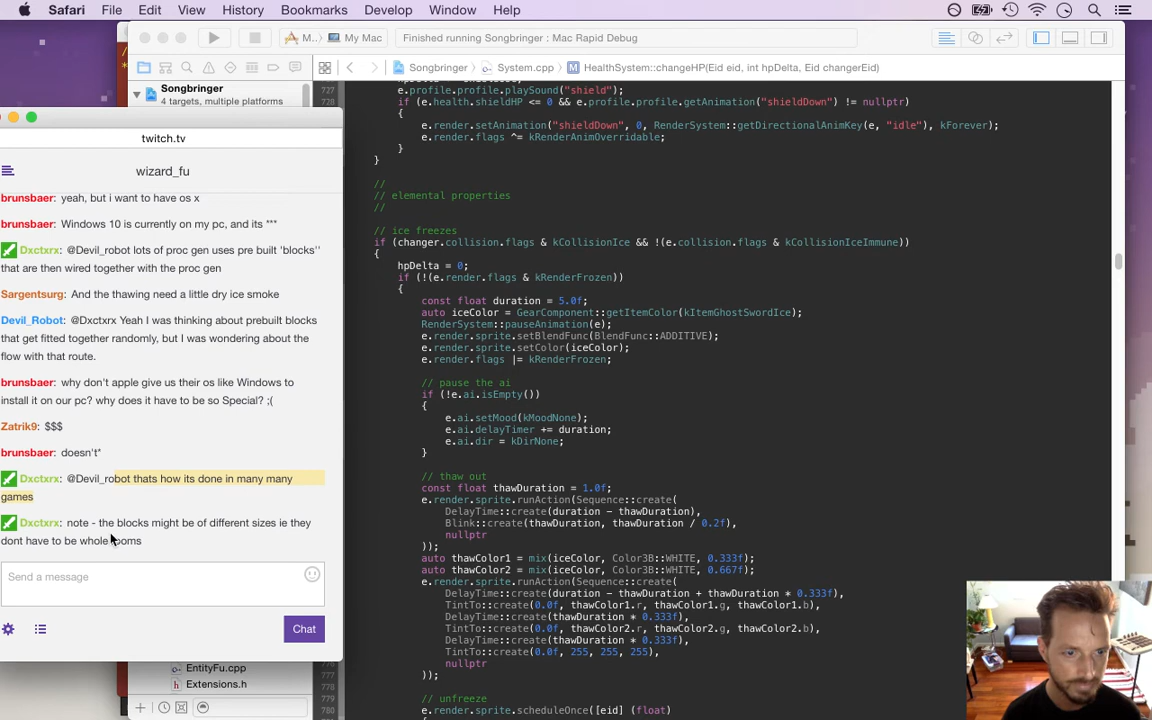 Safari File Edit View History Bookmarks Develop Window Help
M… My Mac
Finished running Songbringer : Mac Rapid Debug
Songbringer System.cpp M HealthSystem::changeHP(Eid eid, int hpDelta, Eid changerEid)
Songbringer
4 targets, multiple platforms
twitch.tv
wizard_fu
brunsbaer: yeah, but i want to have os x
brunsbaer: Windows 10 is currently on my pc, and its ***
Dxctxrx: @Devil_robot lots of proc gen uses pre built 'blocks''
that are then wired together with the proc gen
Sargentsurg: And the thawing need a little dry ice smoke
Devil_Robot: @Dxctxrx Yeah I was thinking about prebuilt blocks
that get fitted together randomly, but I was wondering about the
flow with that route.
brunsbaer: why don't apple give us their os like Windows to
install it on our pc? why does it have to be so Special? ;(
Zatrik9: $$$
brunsbaer: doesn't*
Dxctxrx: @Devil_robot thats how its done in many many
games
Dxctxrx: note - the blocks might be of different sizes ie they
dont have to be whole rooms
Send a message
Chat
EntityFu.cpp
Extensions.h
727 e.profile.profile.playSound("shield");
if (e.health.shieldHP <= 0 && e.profile.profile.getAnimation("shieldDown") != nullptr)
{
e.render.setAnimation("shieldDown", 0, RenderSystem::getDirectionalAnimKey(e, "idle"), kForever);
e.render.flags ^= kRenderAnimOverridable;
}
}
//
// elemental properties
//
// ice freezes
if (changer.collision.flags & kCollisionIce && !(e.collision.flags & kCollisionIceImmune))
{
hpDelta = 0;
if (!(e.render.flags & kRenderFrozen))
{
const float duration = 5.0f;
auto iceColor = GearComponent::getItemColor(kItemGhostSwordIce);
RenderSystem::pauseAnimation(e);
e.render.sprite.setBlendFunc(BlendFunc::ADDITIVE);
e.render.sprite.setColor(iceColor);
e.render.flags |= kRenderFrozen;
// pause the ai
if (!e.ai.isEmpty())
{
e.ai.setMood(kMoodNone);
e.ai.delayTimer += duration;
e.ai.dir = kDirNone;
}
// thaw out
const float thawDuration = 1.0f;
e.render.sprite.runAction(Sequence::create(
DelayTime::create(duration - thawDuration),
Blink::create(thawDuration, thawDuration / 0.2f),
nullptr
));
auto thawColor1 = mix(iceColor, Color3B::WHITE, 0.333f);
auto thawColor2 = mix(iceColor, Color3B::WHITE, 0.667f);
e.render.sprite.runAction(Sequence::create(
DelayTime::create(duration - thawDuration + thawDuration * 0.333f),
TintTo::create(0.0f, thawColor1.r, thawColor1.g, thawColor1.b),
DelayTime::create(thawDuration * 0.333f),
TintTo::create(0.0f, thawColor2.r, thawColor2.g, thawColor2.b),
DelayTime::create(thawDuration * 0.333f),
TintTo::create(0.0f, 255, 255, 255),
nullptr
778 ));
779 // unfreeze
780 e.render.sprite.scheduleOnce([eid] (float)